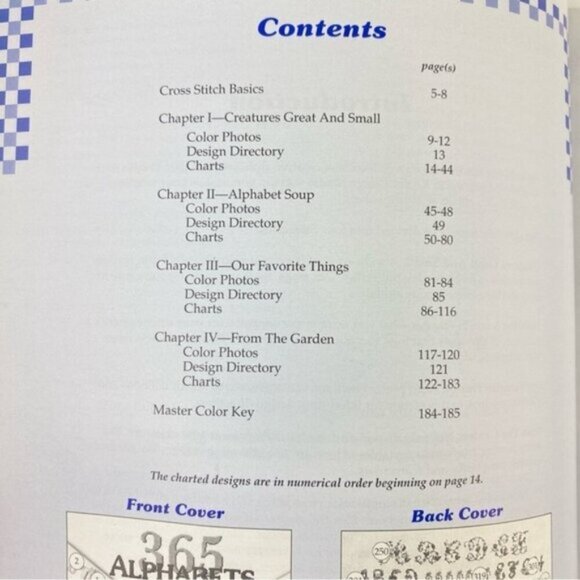 Contents
page(s)
Cross Stitch Basics 5-8
Chapter I—Creatures Great And Small
Color Photos 9-12
Design Directory 13
Charts 14-44
Chapter II—Alphabet Soup
Color Photos 45-48
Design Directory 49
Charts 50-80
Chapter III—Our Favorite Things
Color Photos 81-84
Design Directory 85
Charts 86-116
Chapter IV—From The Garden
Color Photos 117-120
Design Directory 121
Charts 122-183
Master Color Key 184-185
The charted designs are in numerical order beginning on page 14.
Front Cover Back Cover
365
ALPHABETS
2
250